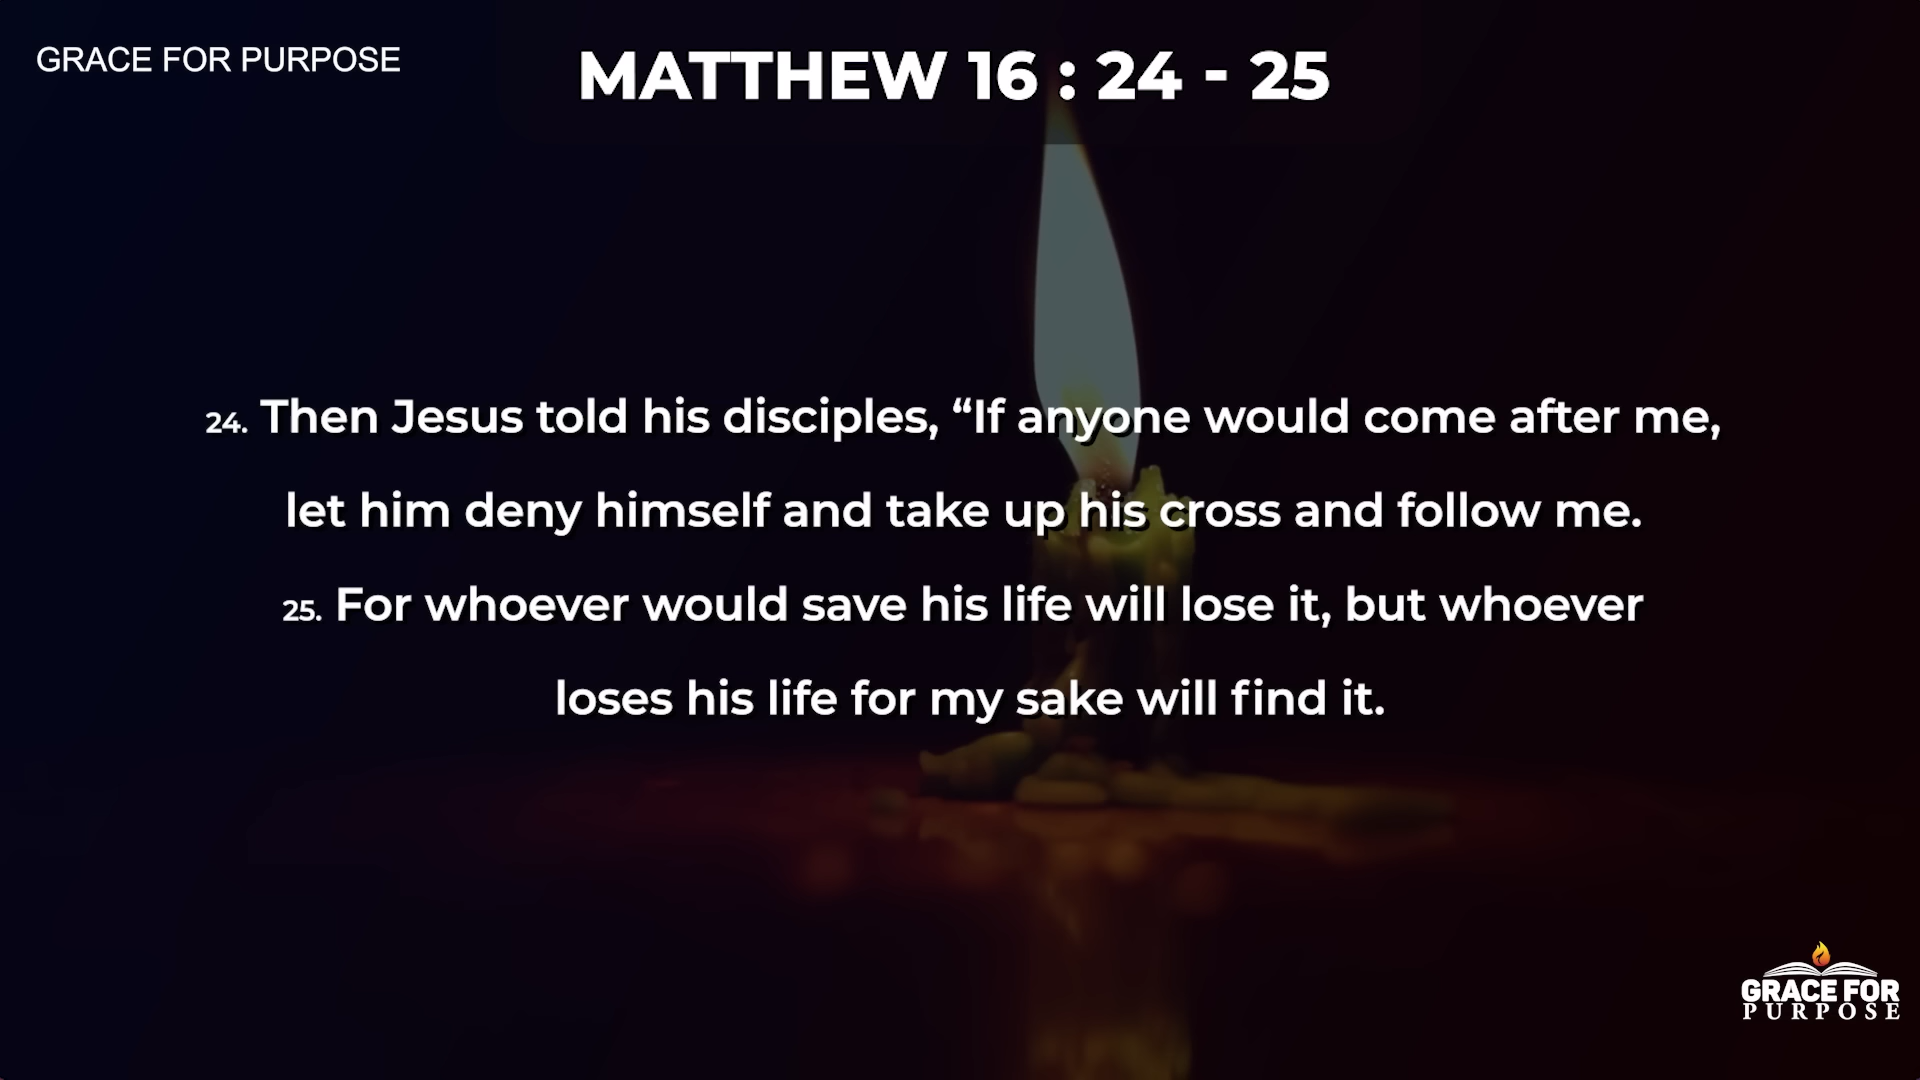 GRACE FOR PURPOSE
MATTHEW 16 : 24 - 25
24. Then Jesus told his disciples, “If anyone would come after me,
let him deny himself and take up his cross and follow me.
25. For whoever would save his life will lose it, but whoever
loses his life for my sake will find it.
GRACE FOR
PURPOSE